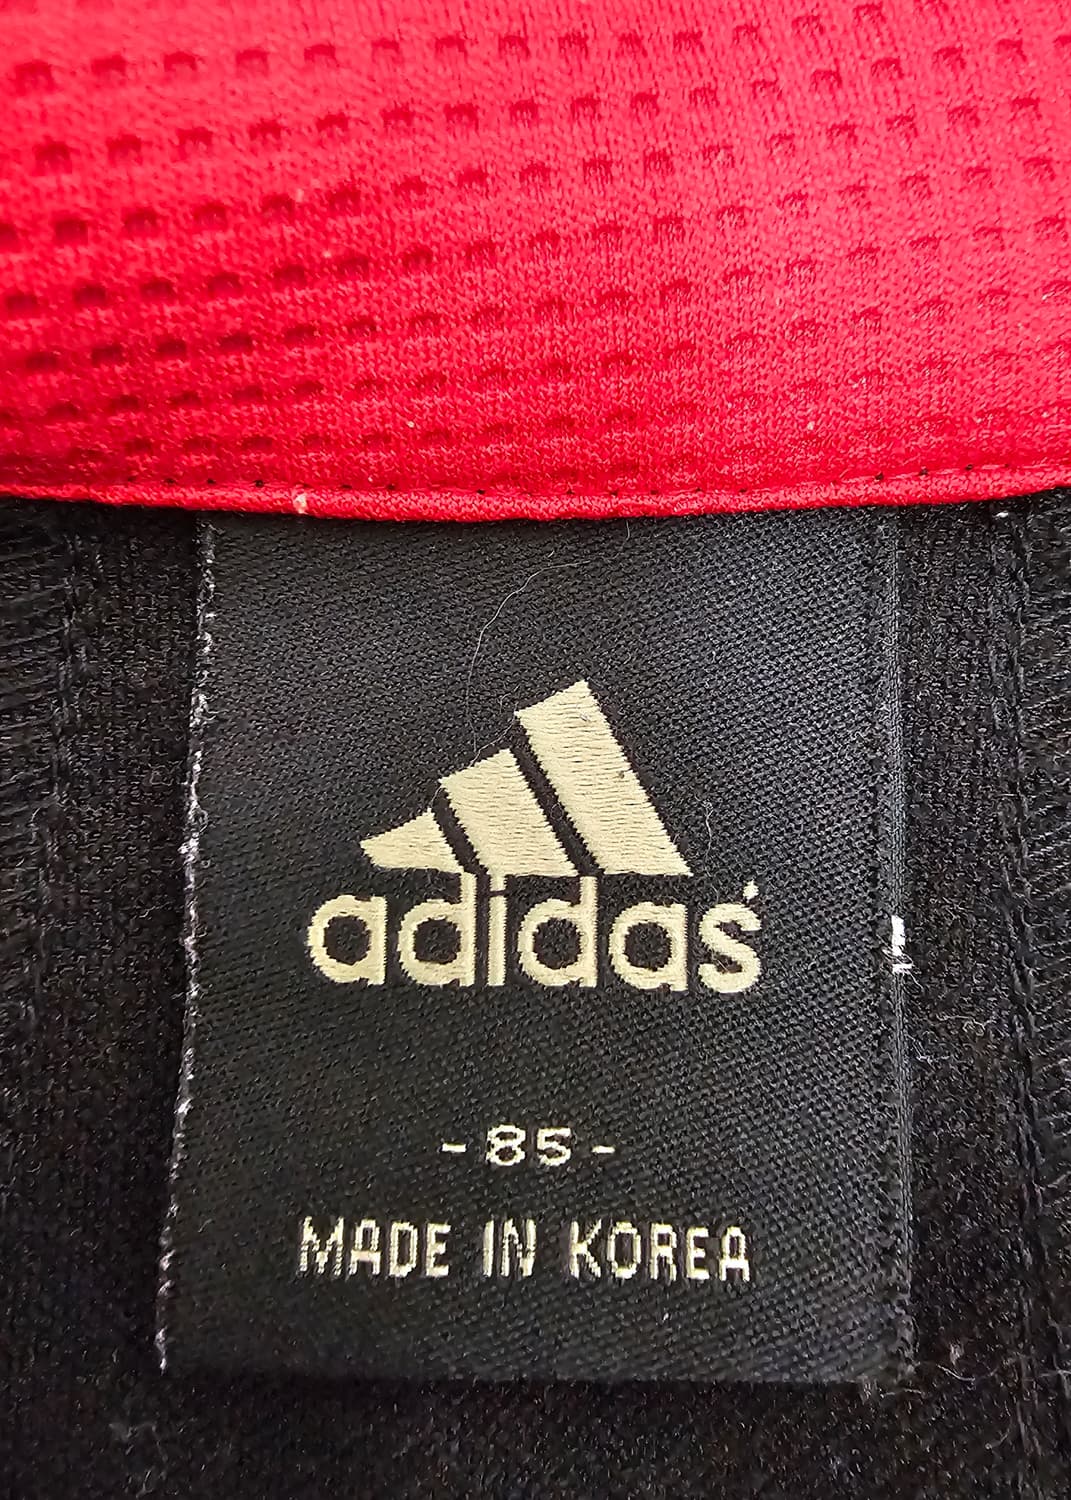 adidas
- 85 -
MADE IN KOREA